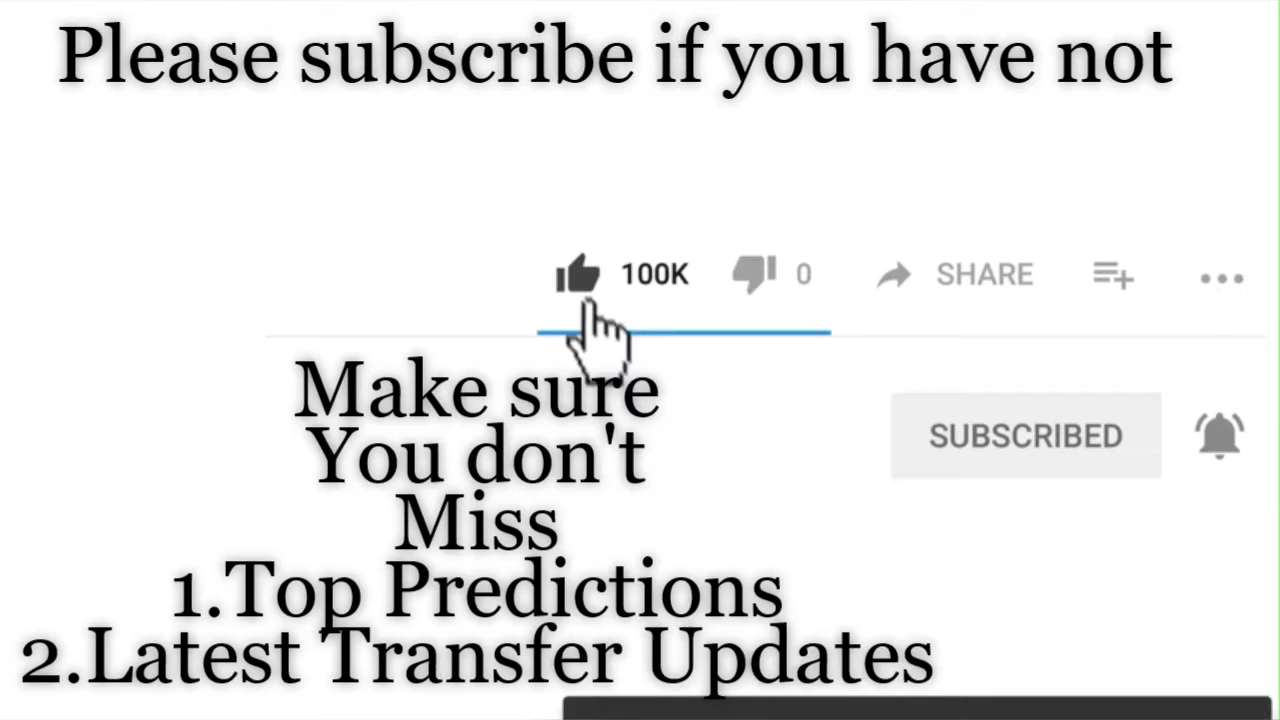 Please subscribe if you have not
100K 0 SHARE
Make sure
You don't
SUBSCRIBED
Miss
1.Top Predictions
2.Latest Transfer Updates